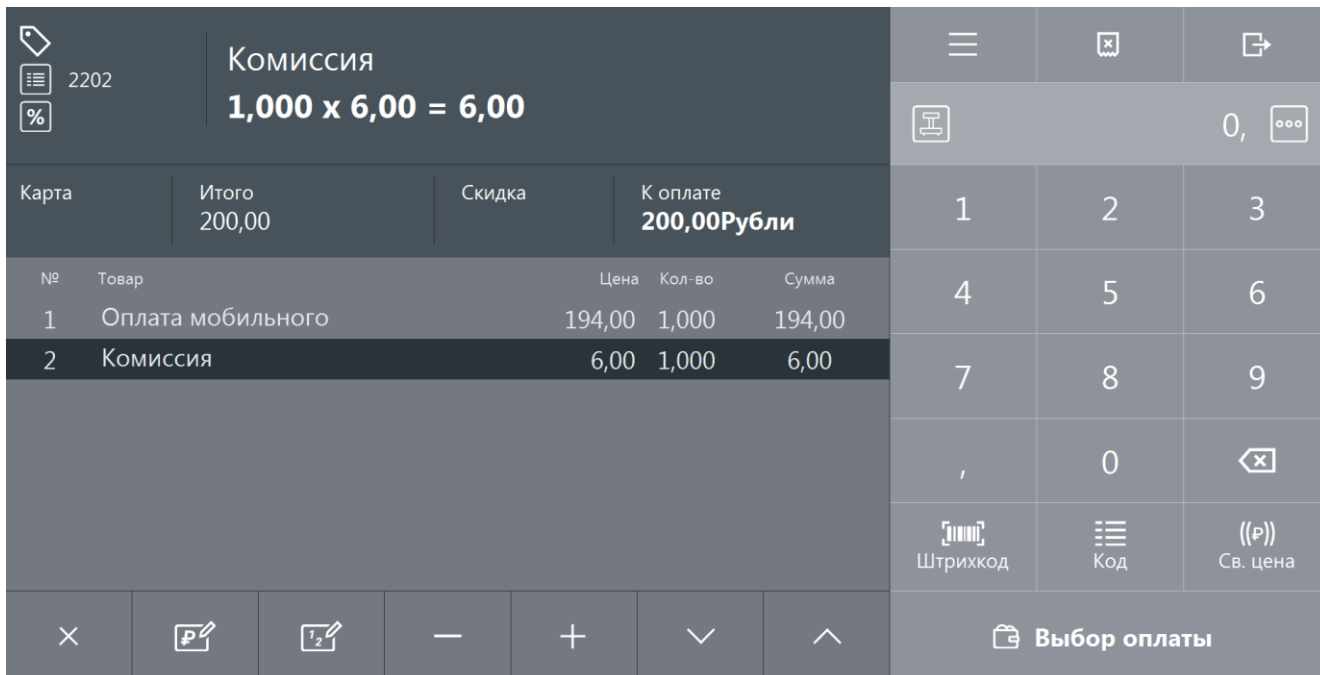 2202
Комиссия
1,000 x 6,00 = 6,00
Карта
Итого
200,00
Скидка
К оплате
200,00Рубли
№ Товар Цена Кол-во Сумма
1 Оплата мобильного 194,00 1,000 194,00
2 Комиссия 6,00 1,000 6,00
0,
1 2 3
4 5 6
7 8 9
, 0
Штрихкод Код Св. цена
Выбор оплаты